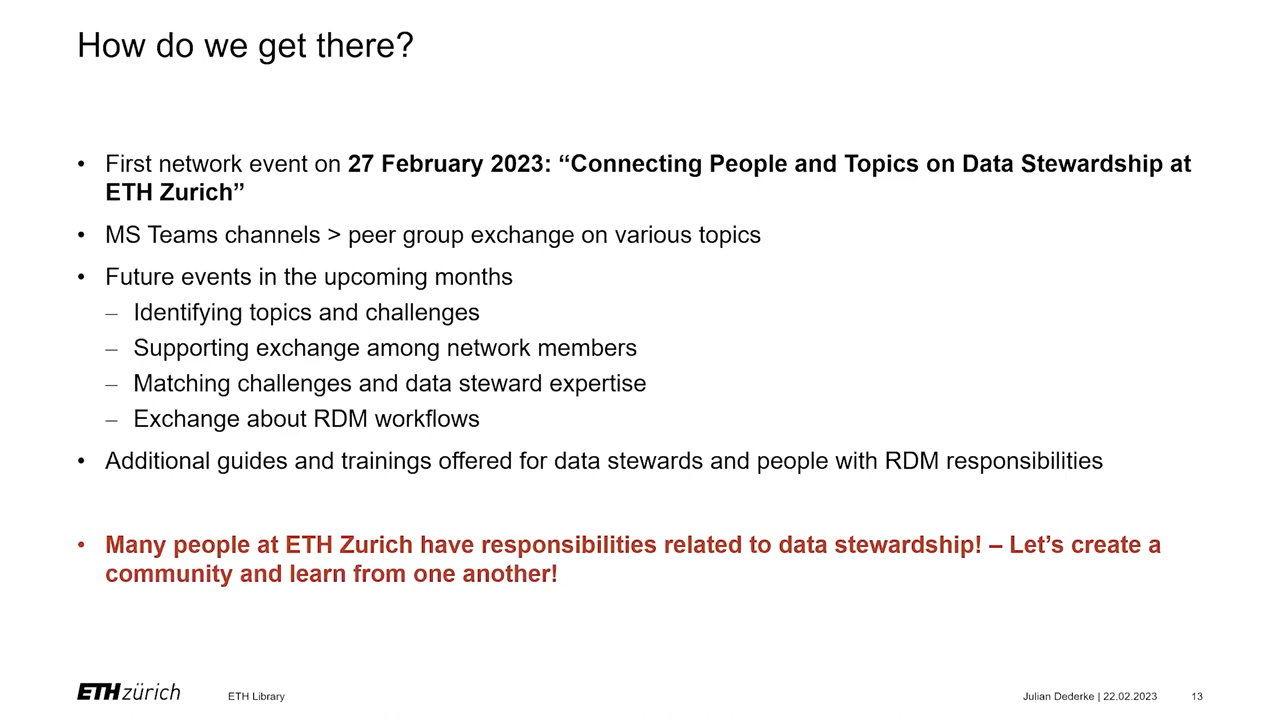 How do we get there?
• First network event on 27 February 2023: “Connecting People and Topics on Data Stewardship at
ETH Zurich”
• MS Teams channels > peer group exchange on various topics
• Future events in the upcoming months
– Identifying topics and challenges
– Supporting exchange among network members
– Matching challenges and data steward expertise
– Exchange about RDM workflows
• Additional guides and trainings offered for data stewards and people with RDM responsibilities
• Many people at ETH Zurich have responsibilities related to data stewardship! – Let’s create a
community and learn from one another!
ETH zürich
ETH Library
Julian Dederke | 22.02.2023
13